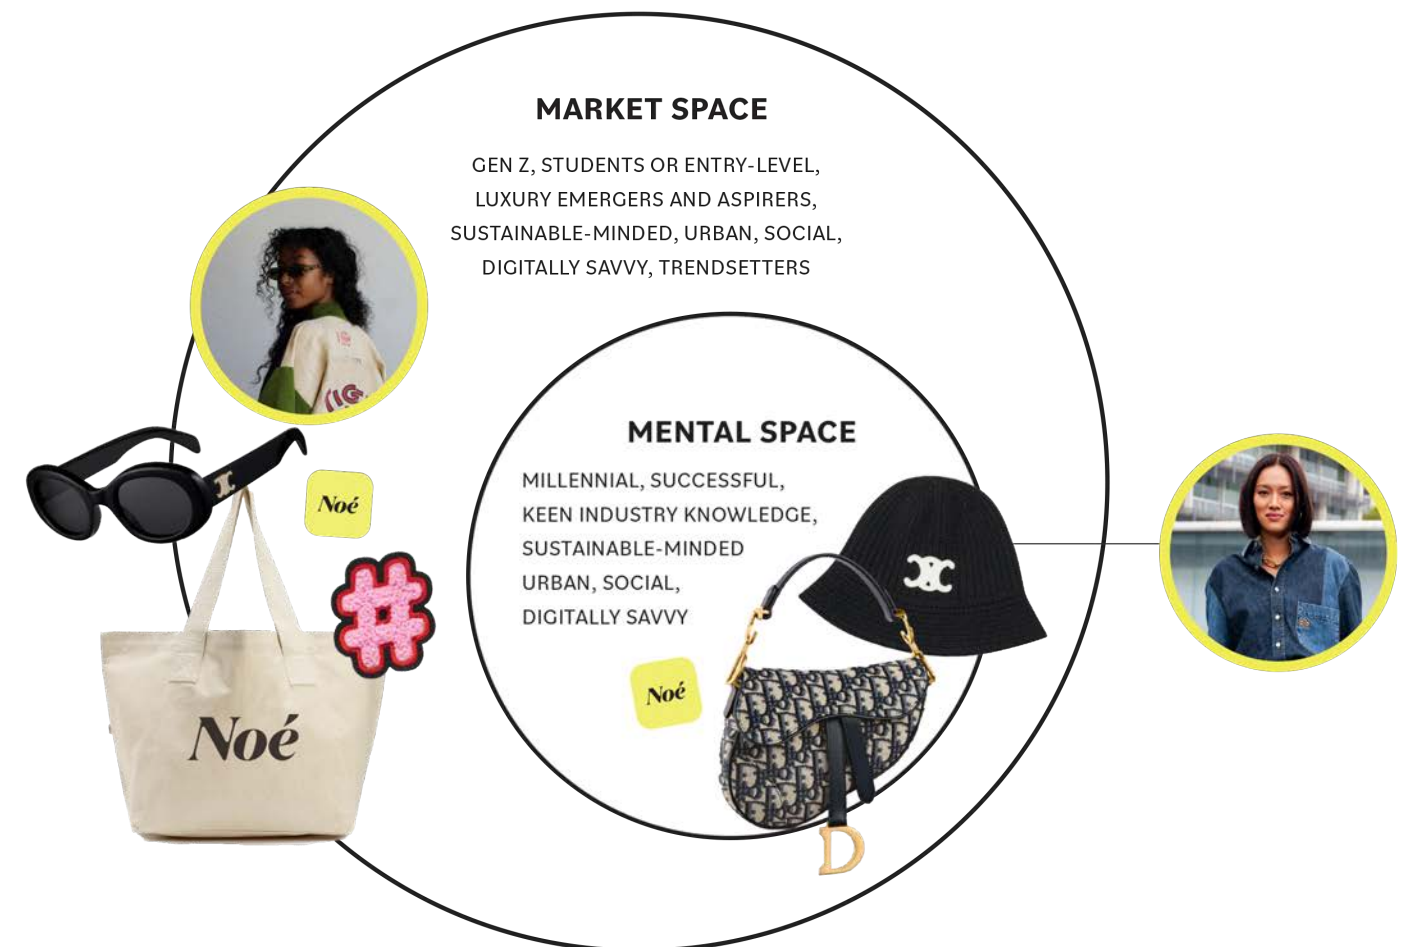 MARKET SPACE
GEN Z, STUDENTS OR ENTRY-LEVEL,
LUXURY EMERGERS AND ASPIRERS,
SUSTAINABLE-MINDED, URBAN, SOCIAL,
DIGITALLY SAVVY, TRENDSETTERS
MENTAL SPACE
MILLENNIAL, SUCCESSFUL,
KEEN INDUSTRY KNOWLEDGE,
SUSTAINABLE-MINDED
URBAN, SOCIAL,
DIGITALLY SAVVY
Noé
#
Noé
Noé
D